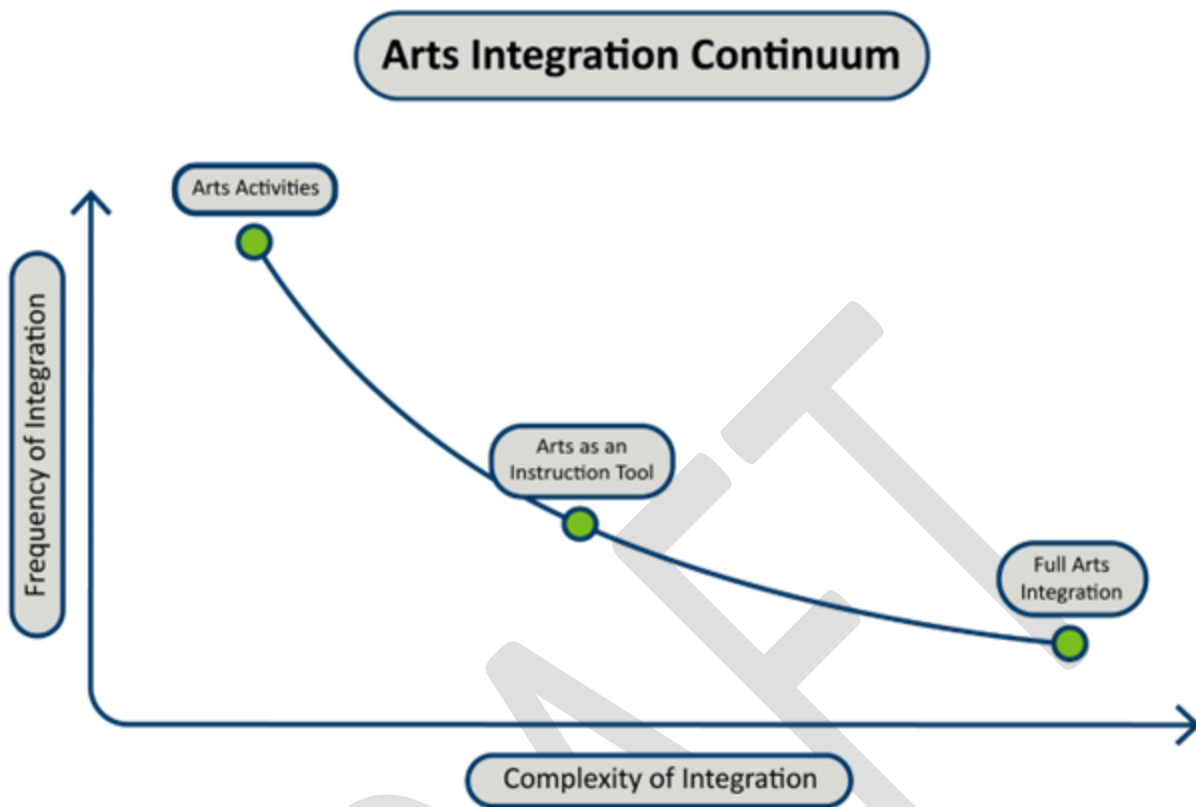 Arts Integration Continuum
Arts Activities
Frequency of Integration
Arts as an
Instruction Tool
Full Arts
Integration
Complexity of Integration